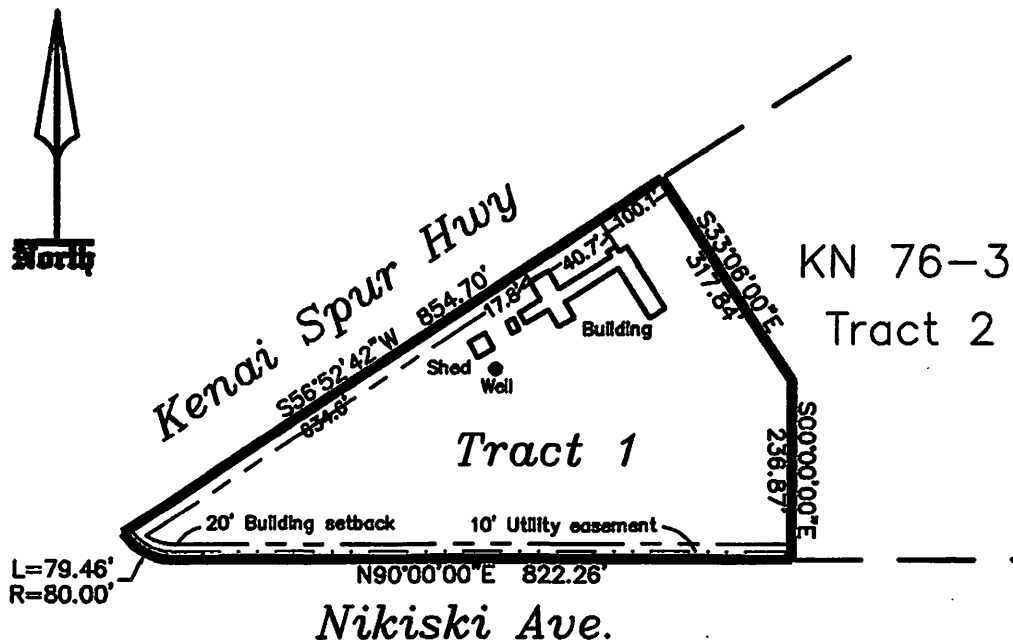 North
Kenai Spur Hwy
S56°52'42"W 854.70'
634.6'
17.8'
40.7'
100.1'
S33°06'00"E
317.84'
KN 76-3
Tract 2
Building
Shed
Well
Tract 1
S00°00'00"E
236.87'
20' Building setback
10' Utility easement
L=79.46'
R=80.00'
N90°00'00"E 822.26'
Nikiski Ave.